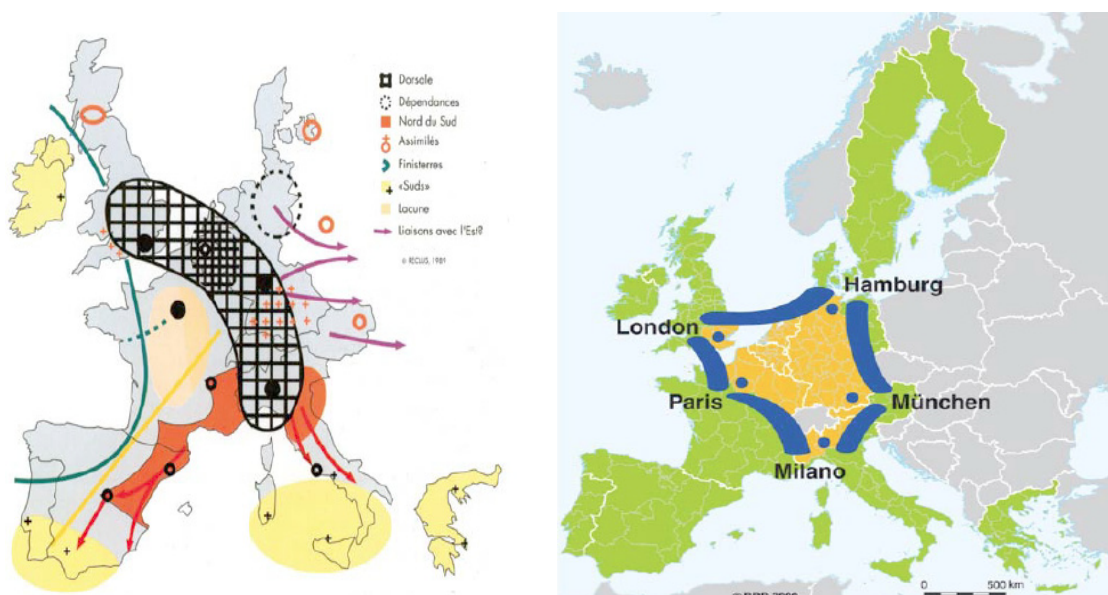 Dorsale
Dépendances
Nord du Sud
Assimilés
Finisterres
«Suds»
Lacune
Liaisons avec l'Est?
© RECLUS, 1989
Hamburg
London
Paris
München
Milano
0 500 km